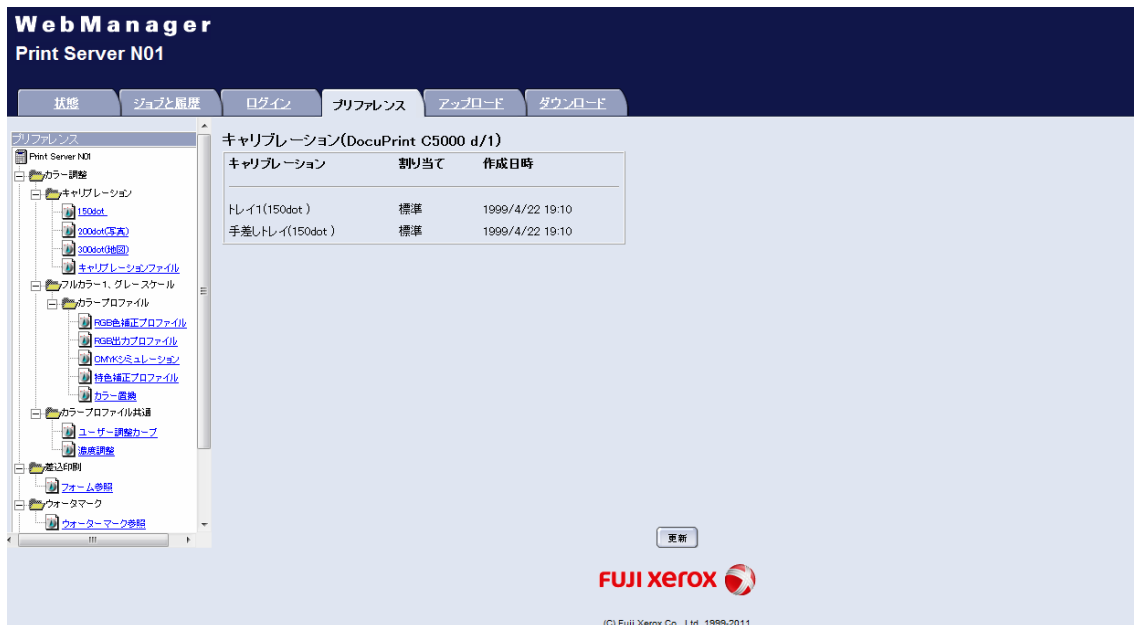 WebManager
Print Server N01
状態 ジョブと履歴 ログイン プリファレンス アップロード ダウンロード
プリファレンス
Print Server N01
カラー調整
キャリブレーション
150dot
200dot(写真)
300dot(地図)
キャリブレーションファイル
フルカラー1、グレースケール
カラープロファイル
RGB色補正プロファイル
RGB出力プロファイル
CMYKシミュレーション
特色補正プロファイル
カラー置換
カラープロファイル共通
ユーザー調整カーブ
濃度調整
差込印刷
フォーム参照
ウォータマーク
ウォーターマーク参照
キャリブレーション(DocuPrint C5000 d/1)
キャリブレーション 割り当て 作成日時
トレイ1(150dot ) 標準 1999/4/22 19:10
手差しトレイ(150dot ) 標準 1999/4/22 19:10
更新
FUJI xerox
(C) Fuji Xerox Co., Ltd. 1999-2011